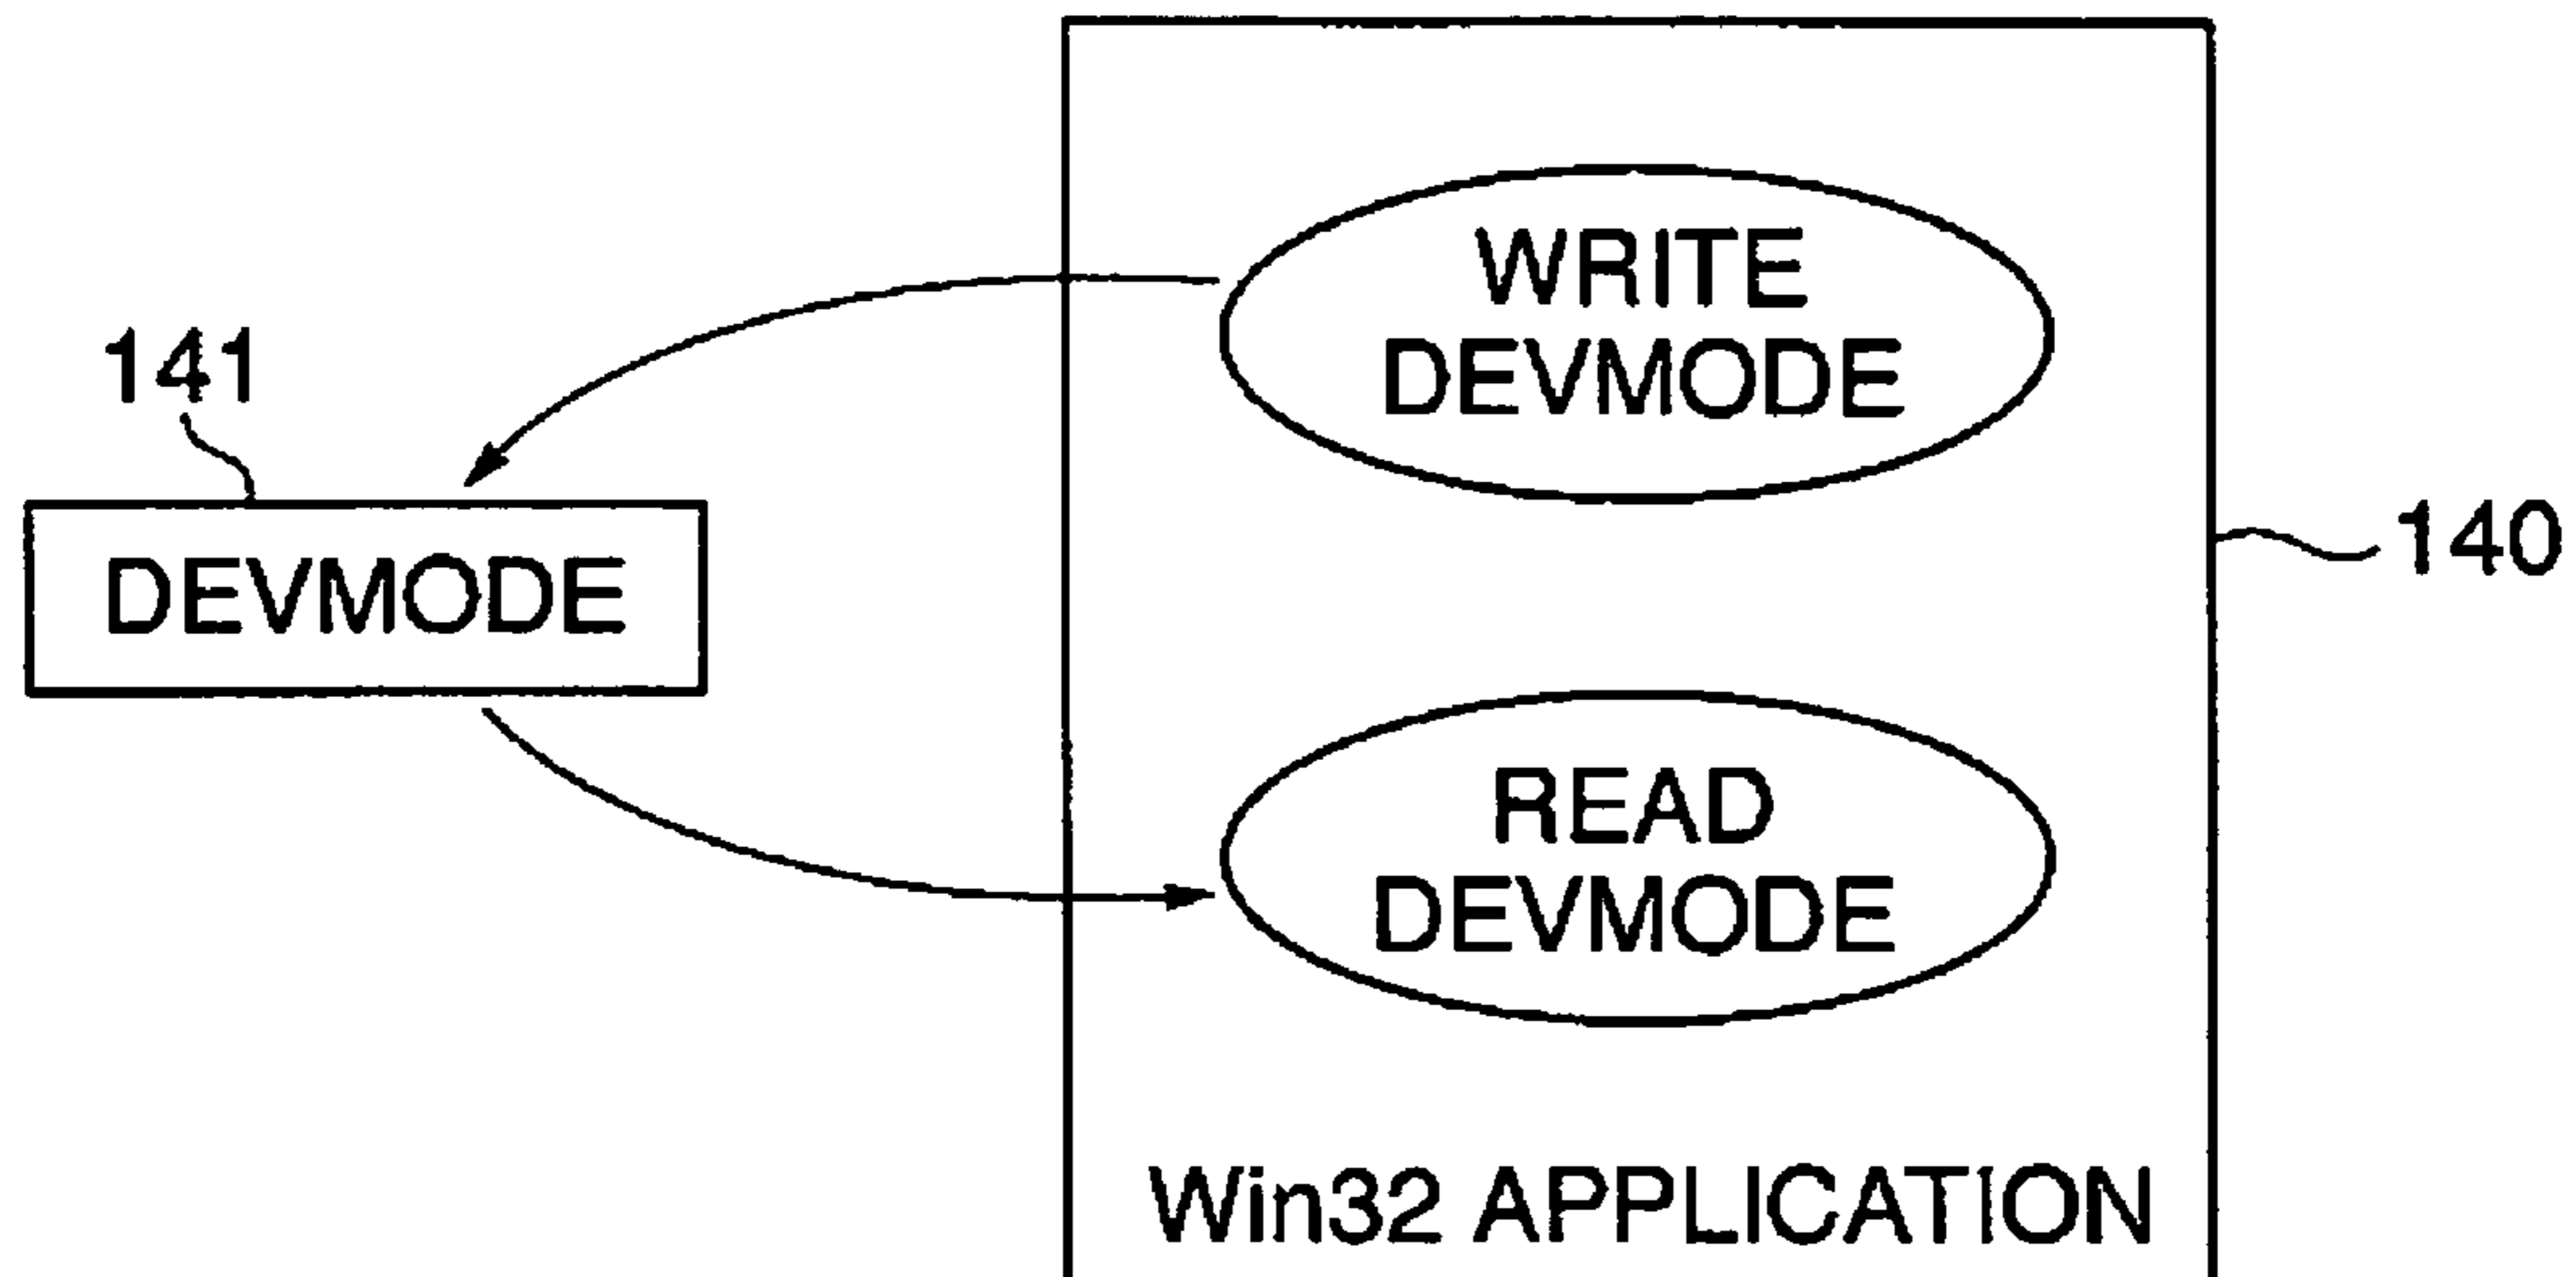 WRITE
DEVMODE
141
DEVMODE
140
READ
DEVMODE
Win32 APPLICATION